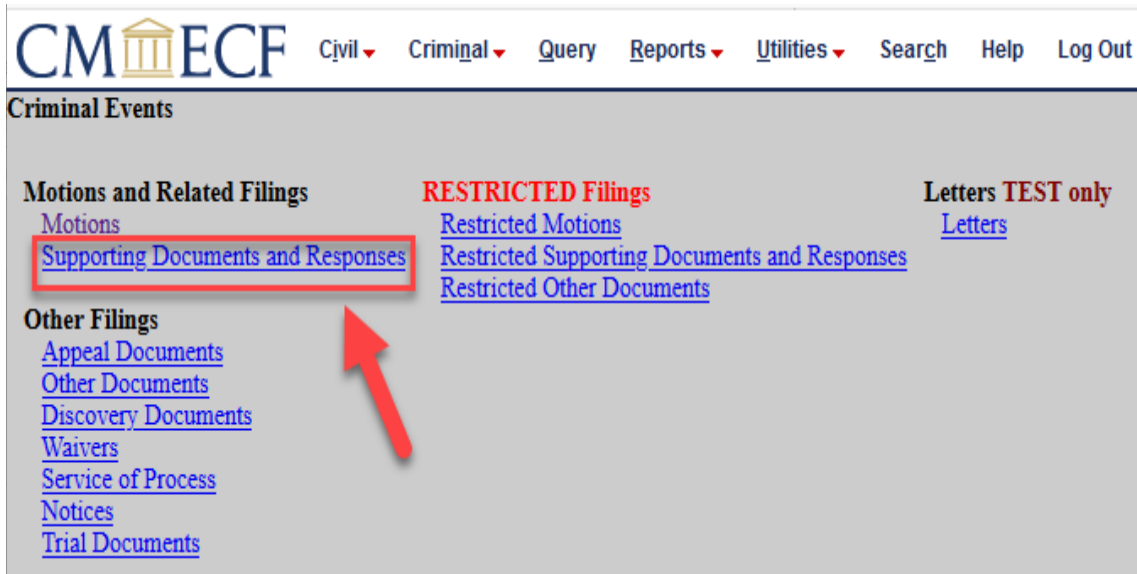 CM ECF Civil Criminal Query Reports Utilities Search Help Log Out
Criminal Events
Motions and Related Filings
Motions
Supporting Documents and Responses
RESTRICTED Filings
Restricted Motions
Restricted Supporting Documents and Responses
Restricted Other Documents
Letters TEST only
Letters
Other Filings
Appeal Documents
Other Documents
Discovery Documents
Waivers
Service of Process
Notices
Trial Documents